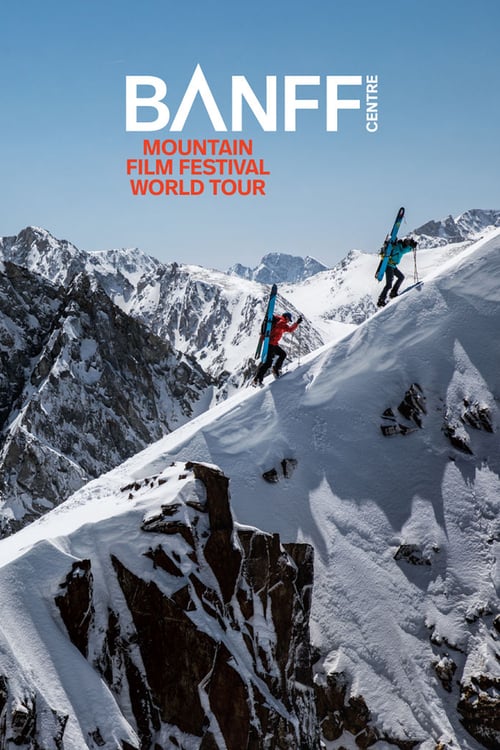 BANFF
CENTRE
MOUNTAIN
FILM FESTIVAL
WORLD TOUR